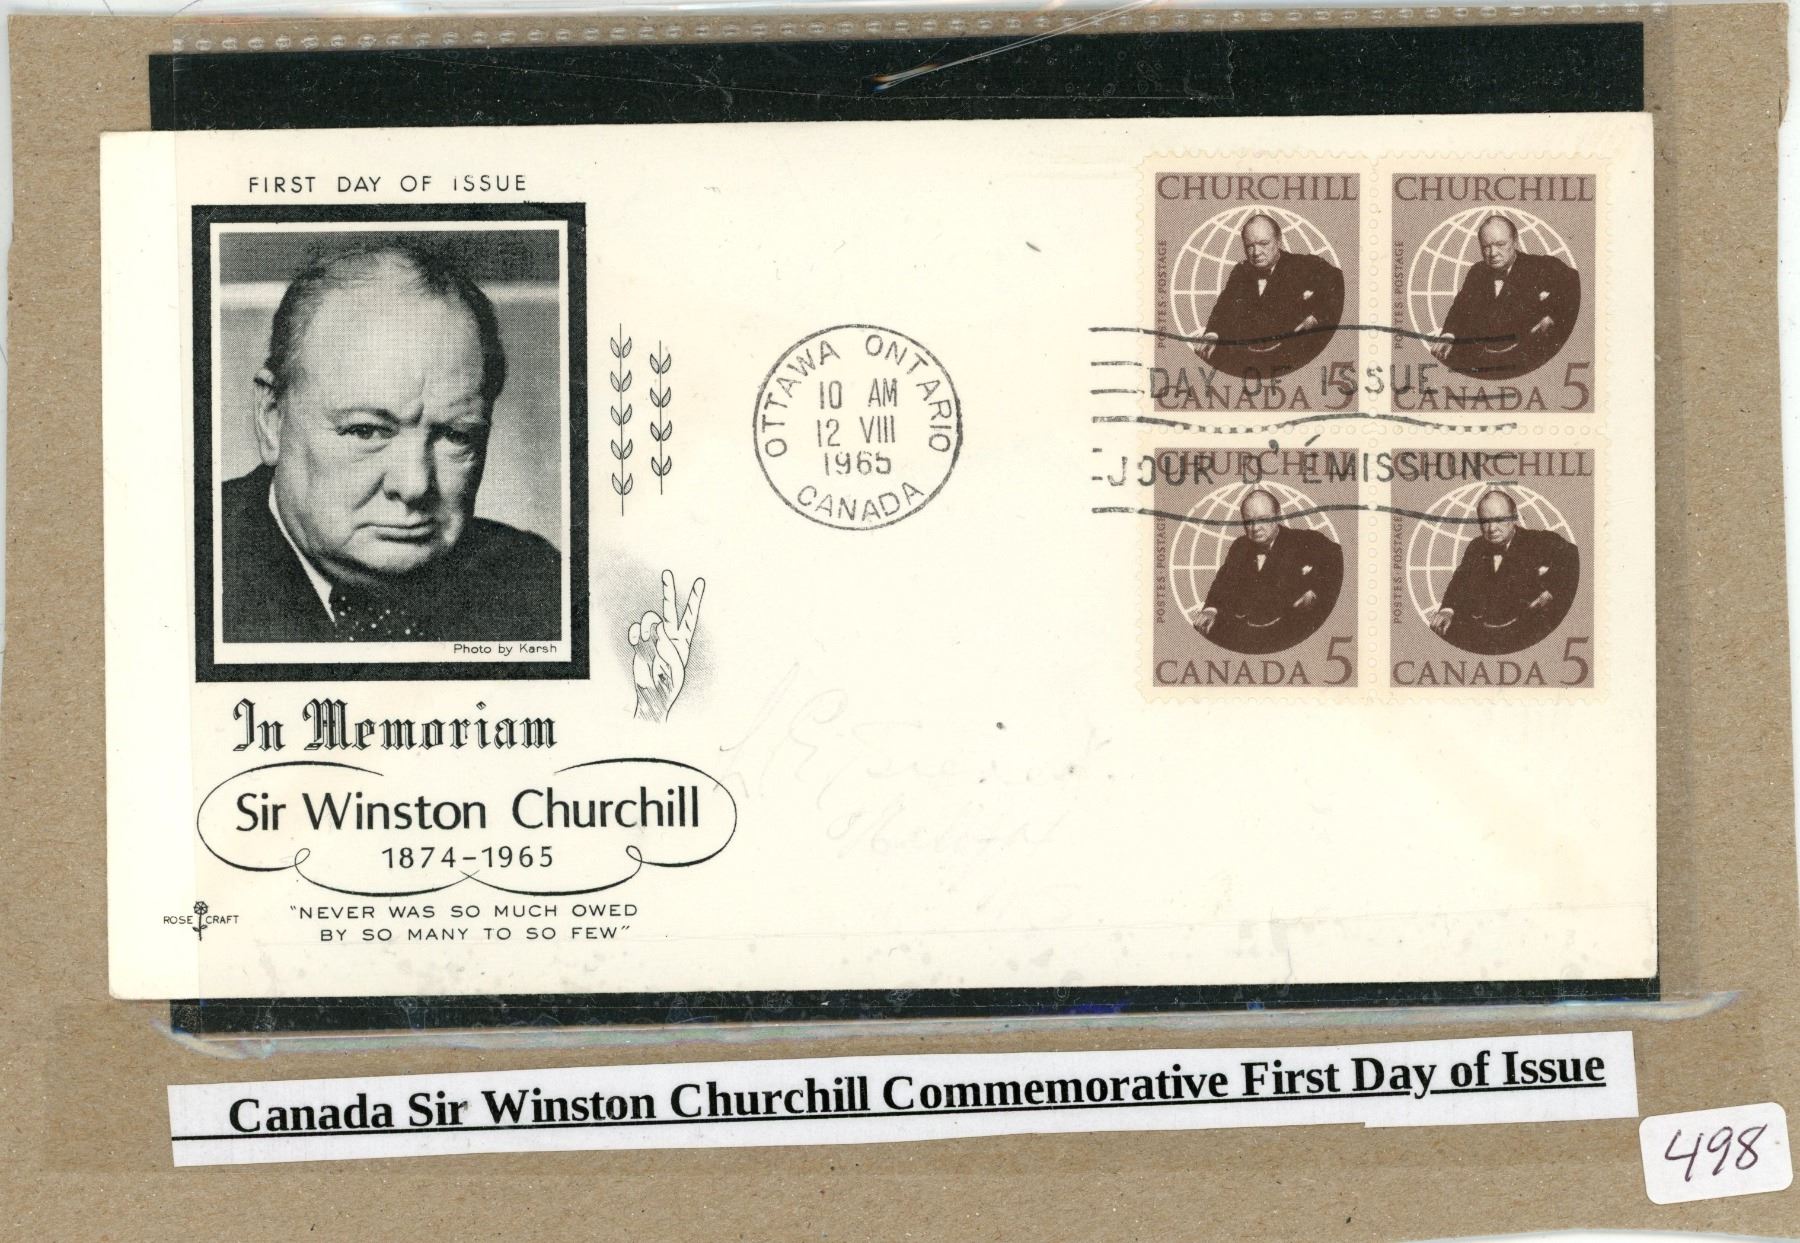 FIRST DAY OF ISSUE
Photo by Karsh
In Memoriam
Sir Winston Churchill
1874-1965
"NEVER WAS SO MUCH OWED
BY SO MANY TO SO FEW"
ROSE CRAFT
OTTAWA ONTARIO
10 AM
12 VIII
1965
CANADA
CHURCHILL
POSTES POSTAGE
CANADA 5
CHURCHILL
POSTES POSTAGE
CANADA 5
DAY OF ISSUE
JOUR D'ÉMISSION
CHURCHILL
POSTES POSTAGE
CANADA 5
CHURCHILL
POSTES POSTAGE
CANADA 5
Canada Sir Winston Churchill Commemorative First Day of Issue
498